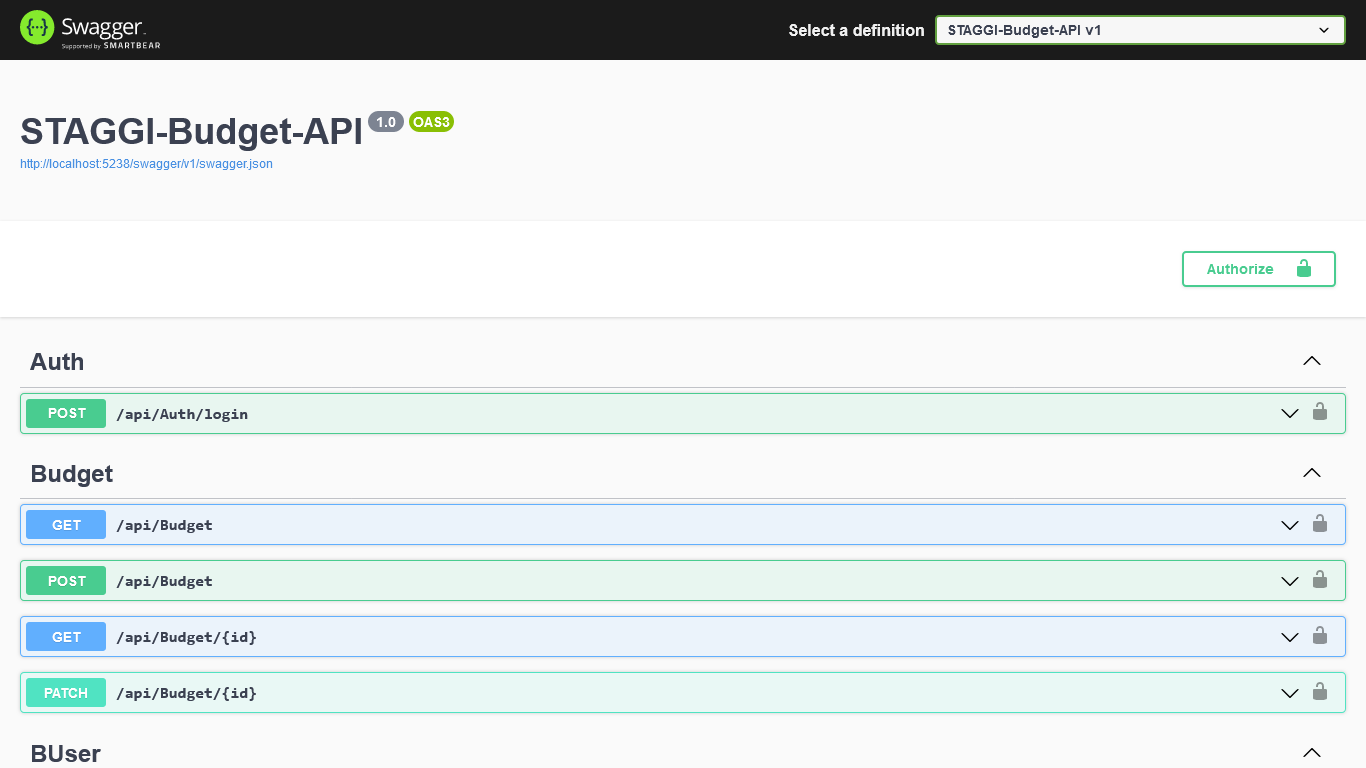 Swagger
Supported by SMARTBEAR
Select a definition
STAGGI-Budget-API v1
STAGGI-Budget-API
1.0
OAS3
http://localhost:5238/swagger/v1/swagger.json
Authorize
Auth
POST /api/Auth/login
Budget
GET /api/Budget
POST /api/Budget
GET /api/Budget/{id}
PATCH /api/Budget/{id}
BUser